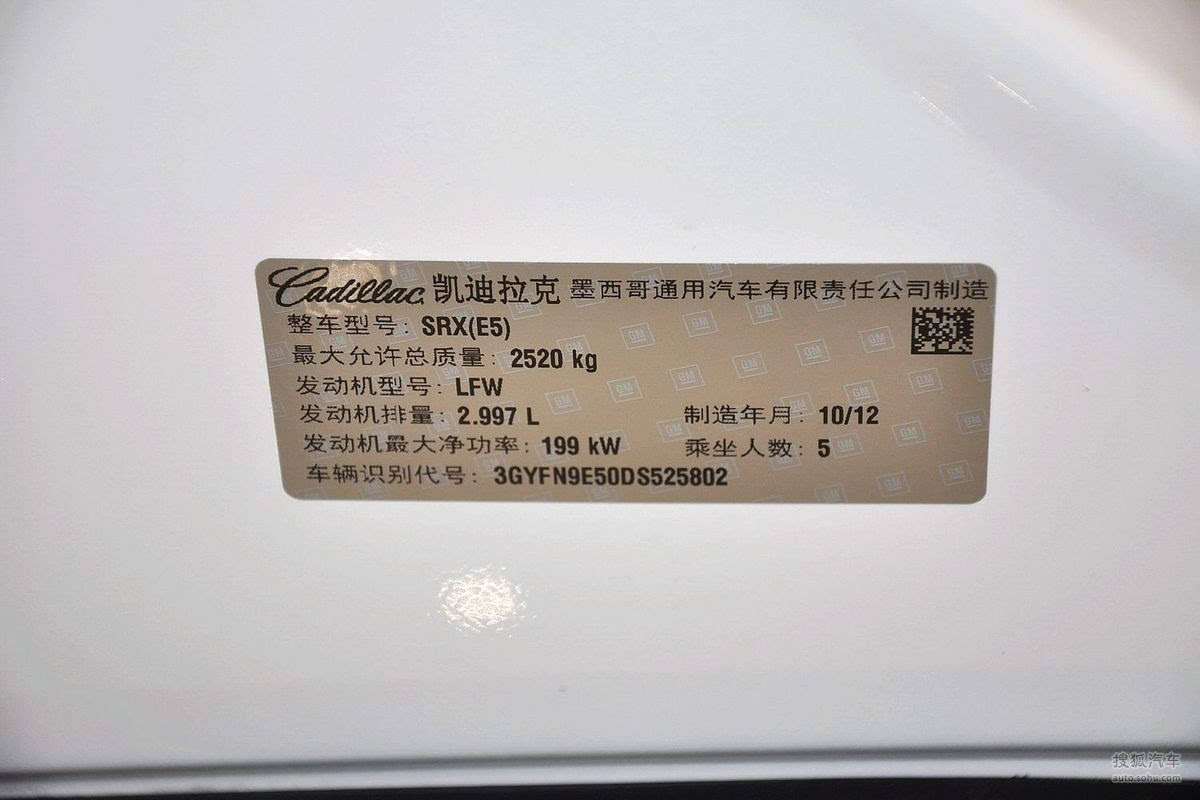 Cadillac 凯迪拉克 墨西哥通用汽车有限责任公司制造
整车型号: SRX(E5)
最大允许总质量: 2520 kg
发动机型号: LFW
发动机排量: 2.997 L 制造年月: 10/12
发动机最大净功率: 199 kW 乘坐人数: 5
车辆识别代号: 3GYFN9E50DS525802
搜狐汽车
auto.sohu.com